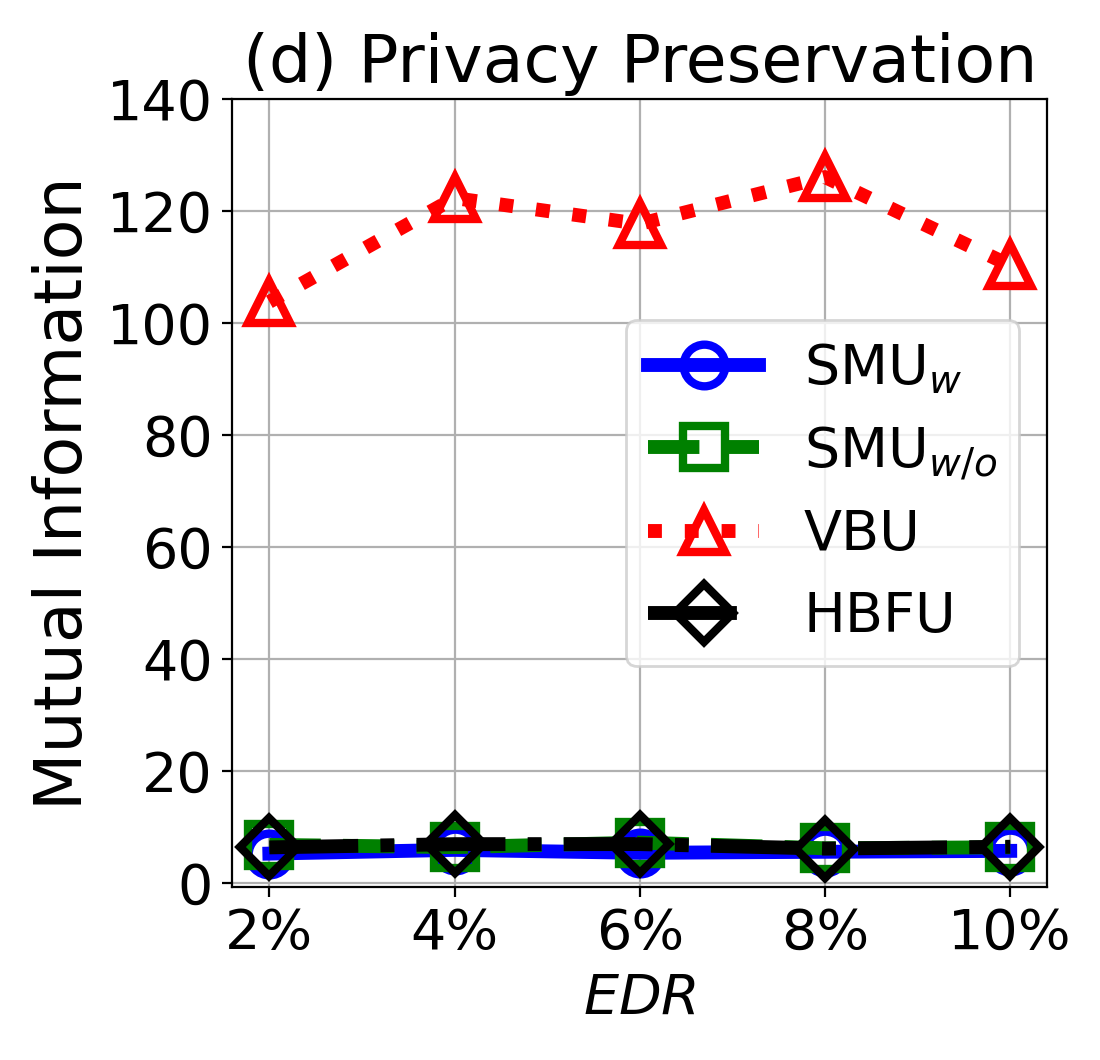 (d) Privacy Preservation
Mutual Information
140
120
100
80
60
40
20
0
SMU_w
SMU_w/o
VBU
HBFU
2% 4% 6% 8% 10%
EDR